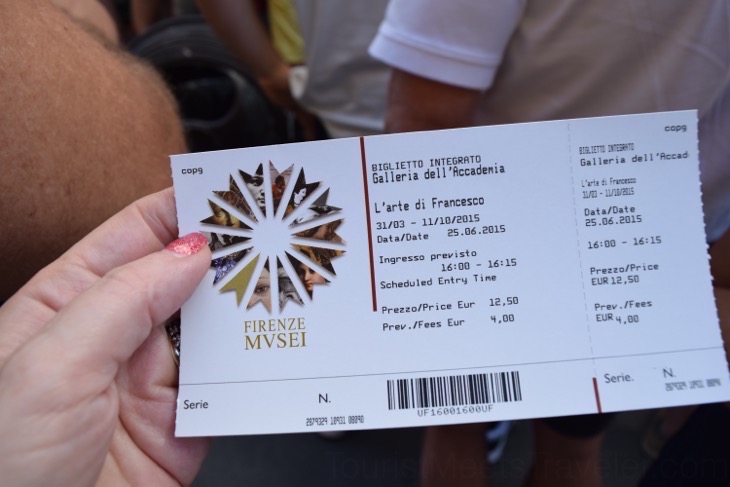 copg
FIRENZE
MVSEI
BIGLIETTO INTEGRATO
Galleria dell'Accademia
L'arte di Francesco
31/03 - 11/10/2015
Data/Date 25.06.2015
Ingresso previsto
16:00 - 16:15
Scheduled Entry Time
Prezzo/Price Eur 12,50
Prev./Fees Eur 4,00
Serie
N.
2879329 10931 08090
UF16001600UF
copg
BIGLIETTO INTEGRATO
Galleria dell'Accad
L'arte di Francesco
31/03 - 11/10/2015
Data/Date
25.06.2015
16:00 - 16:15
Prezzo/Price
EUR 12,50
Prev./Fees
EUR 4,00
Serie.
N.